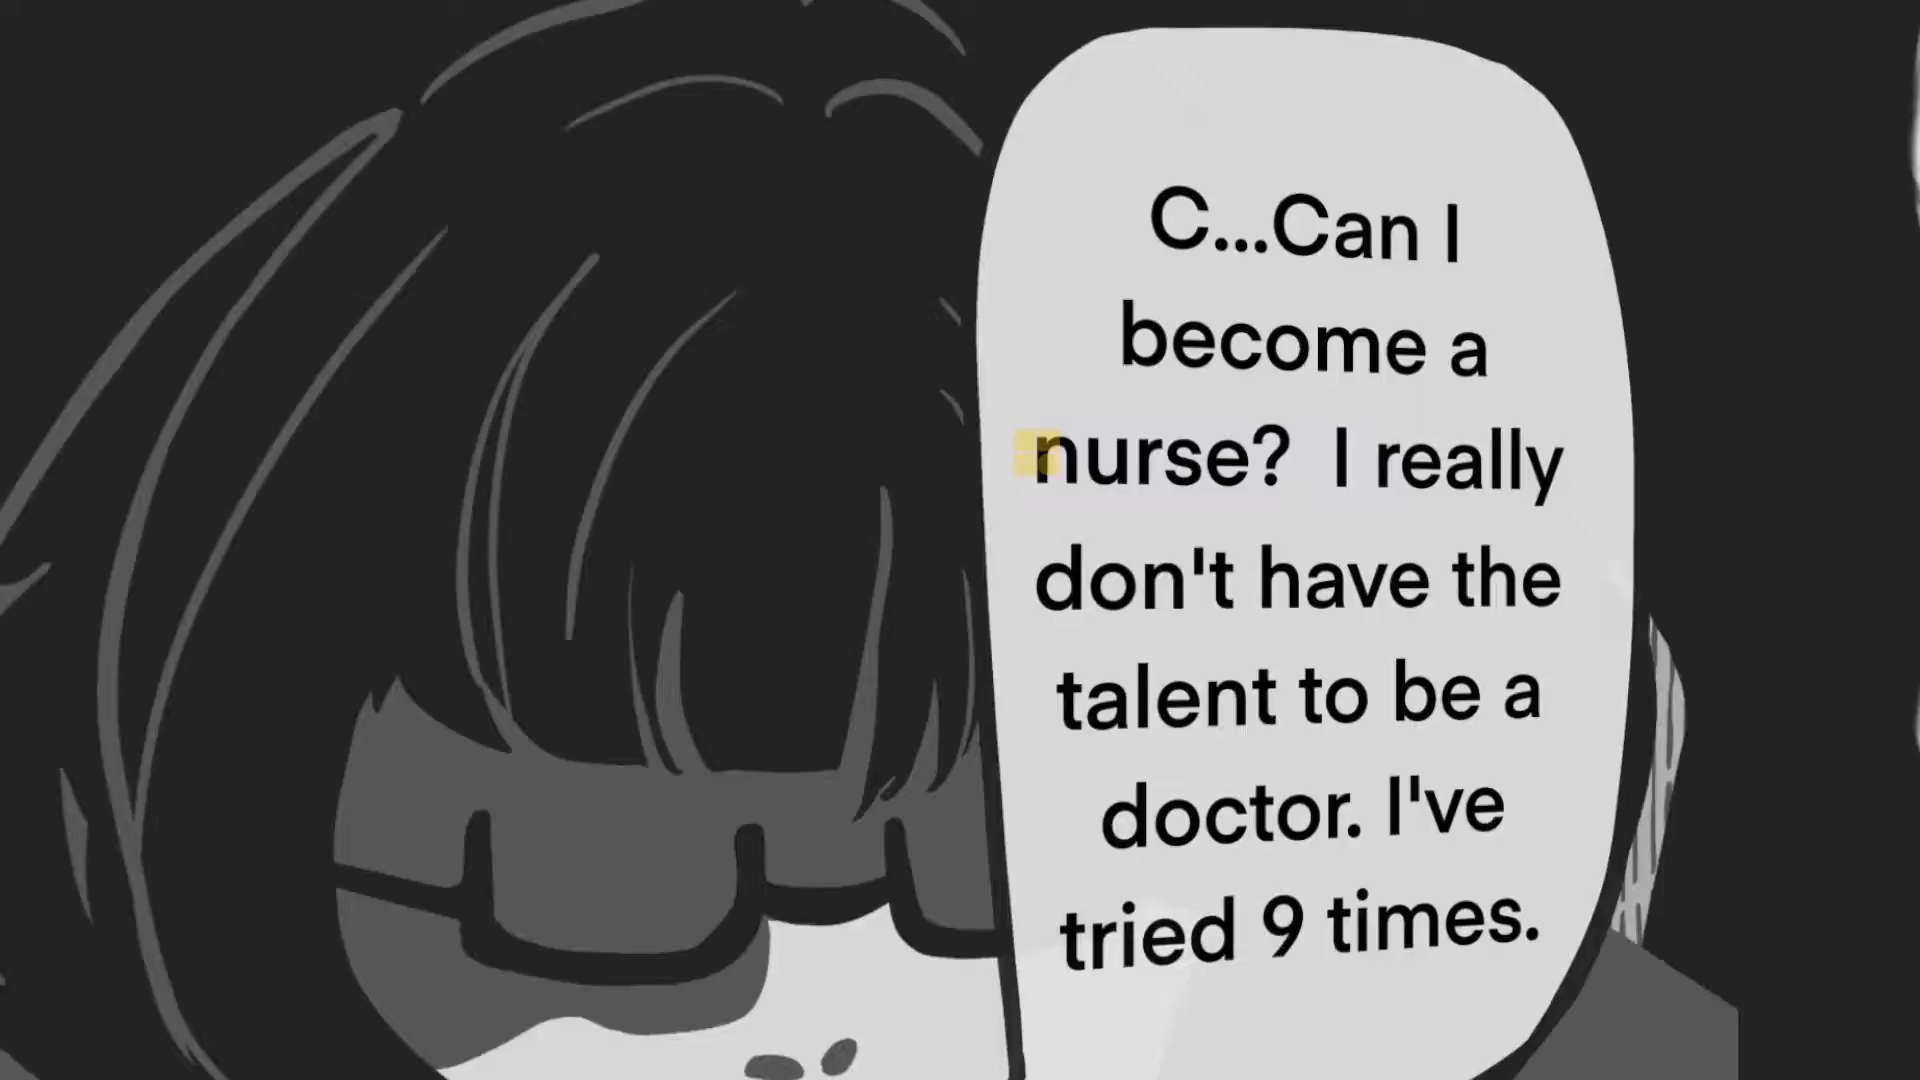 C...Can I
become a
nurse? I really
don't have the
talent to be a
doctor. I've
tried 9 times.